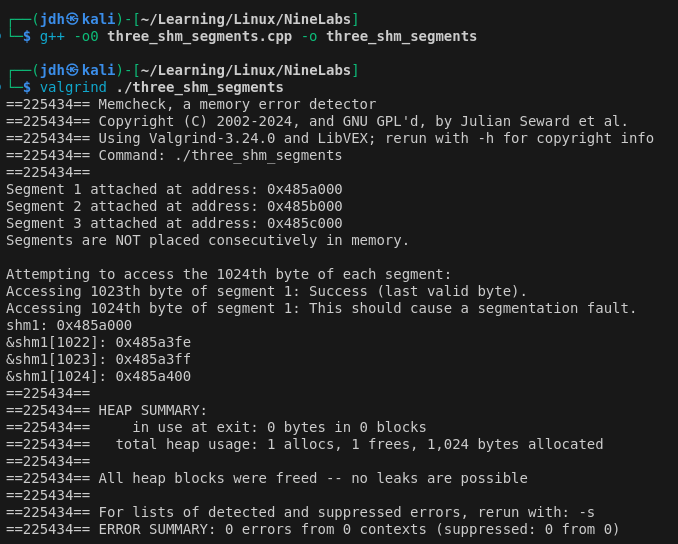 ┌──(jdh㉿kali)-[~/Learning/Linux/NineLabs]
└─$ g++ -o0 three_shm_segments.cpp -o three_shm_segments
┌──(jdh㉿kali)-[~/Learning/Linux/NineLabs]
└─$ valgrind ./three_shm_segments
==225434== Memcheck, a memory error detector
==225434== Copyright (C) 2002-2024, and GNU GPL'd, by Julian Seward et al.
==225434== Using Valgrind-3.24.0 and LibVEX; rerun with -h for copyright info
==225434== Command: ./three_shm_segments
==225434==
Segment 1 attached at address: 0x485a000
Segment 2 attached at address: 0x485b000
Segment 3 attached at address: 0x485c000
Segments are NOT placed consecutively in memory.
Attempting to access the 1024th byte of each segment:
Accessing 1023th byte of segment 1: Success (last valid byte).
Accessing 1024th byte of segment 1: This should cause a segmentation fault.
shm1: 0x485a000
&shm1[1022]: 0x485a3fe
&shm1[1023]: 0x485a3ff
&shm1[1024]: 0x485a400
==225434==
==225434== HEAP SUMMARY:
==225434==     in use at exit: 0 bytes in 0 blocks
==225434==   total heap usage: 1 allocs, 1 frees, 1,024 bytes allocated
==225434==
==225434== All heap blocks were freed -- no leaks are possible
==225434==
==225434== For lists of detected and suppressed errors, rerun with: -s
==225434== ERROR SUMMARY: 0 errors from 0 contexts (suppressed: 0 from 0)